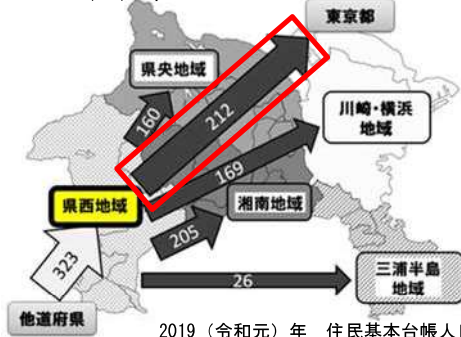 東京都
県央地域
160
212
川崎・横浜
地域
169
県西地域
湘南地域
205
323
26
三浦半島
地域
他道府県
2019（令和元）年 住民基本台帳人